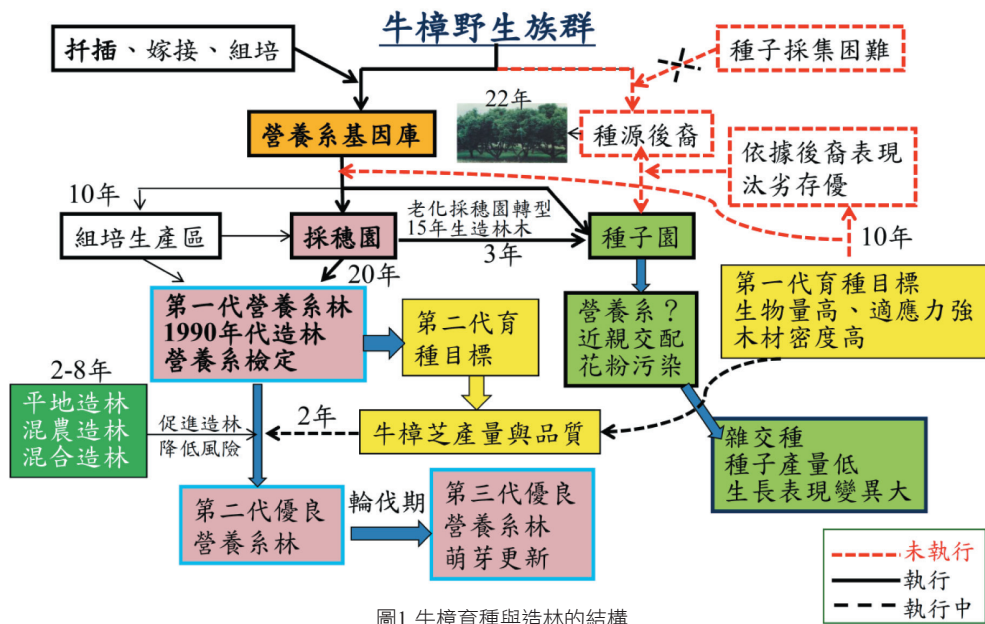 牛樟野生族群
扦插、嫁接、組培
種子採集困難
22年
營養系基因庫
種源後裔
依據後裔表現
汰劣存優
10年
老化採穗園轉型
15年生造林木
組培生產區
採穗園
種子園
3年
10年
20年
第一代育種目標
生物量高、適應力強
木材密度高
第一代營養系林
1990年代造林
營養系檢定
第二代育
種目標
營養系？
近親交配
花粉污染
2-8年
平地造林
混農造林
混合造林
促進造林
降低風險
2年
牛樟芝產量與品質
雜交種
種子產量低
生長表現變異大
第二代優良
營養系林
輪伐期
第三代優良
營養系林
萌芽更新
未執行
執行
執行中
圖1 牛樟育種與造林的結構